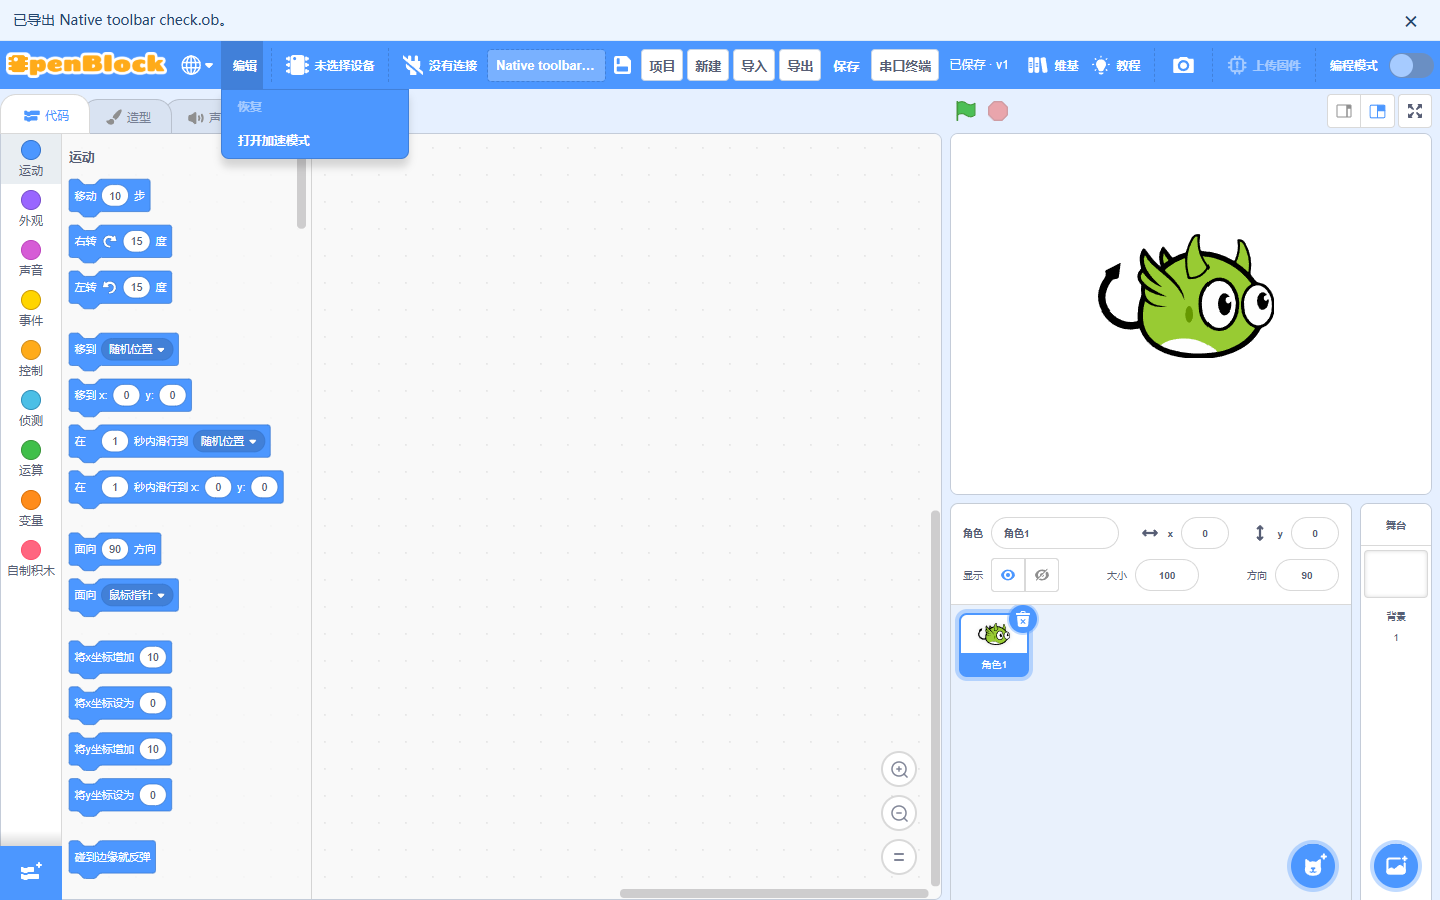 已导出 Native toolbar check.ob。
OpenBlock 编辑 未选择设备 没有连接 Native toolbar... 项目 新建 导入 导出 保存 串口终端 已保存 · v1 维基 教程 上传固件 编程模式
恢复
打开加速模式
代码 造型 声
运动
外观
声音
事件
控制
侦测
运算
变量
自制积木
运动
移动 10 步
右转 15 度
左转 15 度
移到 随机位置
移到 x: 0 y: 0
在 1 秒内滑行到 随机位置
在 1 秒内滑行到 x: 0 y: 0
面向 90 方向
面向 鼠标指针
将x坐标增加 10
将x坐标设为 0
将y坐标增加 10
将y坐标设为 0
碰到边缘就反弹
角色 角色1 x 0 y 0
显示 大小 100 方向 90
角色1
舞台
背景
1